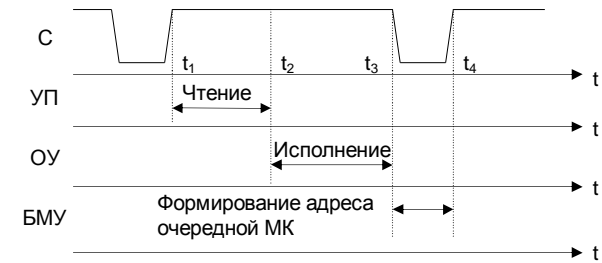 С
t1 t2 t3 t4
t
УП
Чтение
t
ОУ
Исполнение
t
БМУ
Формирование адреса
очередной МК
t